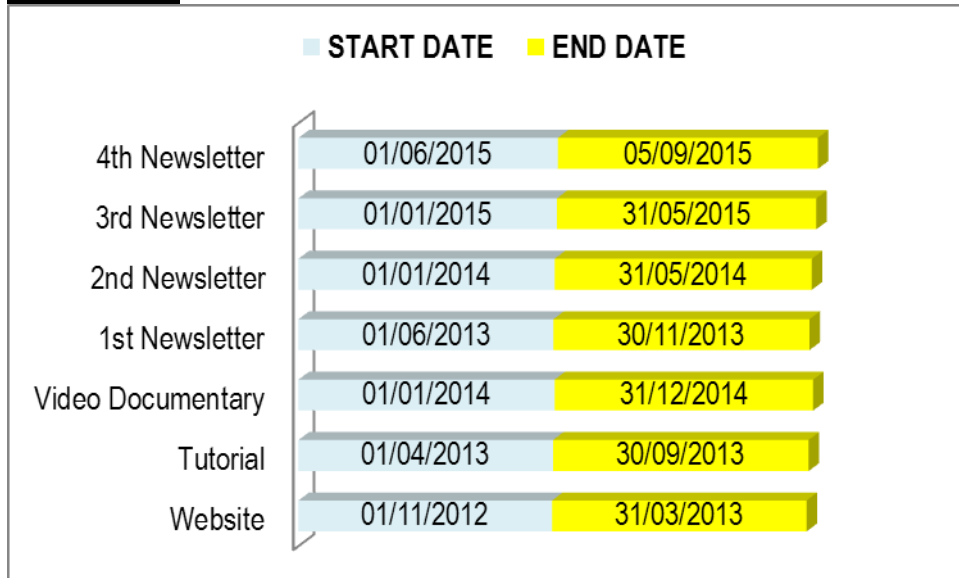 START DATE END DATE
4th Newsletter 01/06/2015 05/09/2015
3rd Newsletter 01/01/2015 31/05/2015
2nd Newsletter 01/01/2014 31/05/2014
1st Newsletter 01/06/2013 30/11/2013
Video Documentary 01/01/2014 31/12/2014
Tutorial 01/04/2013 30/09/2013
Website 01/11/2012 31/03/2013